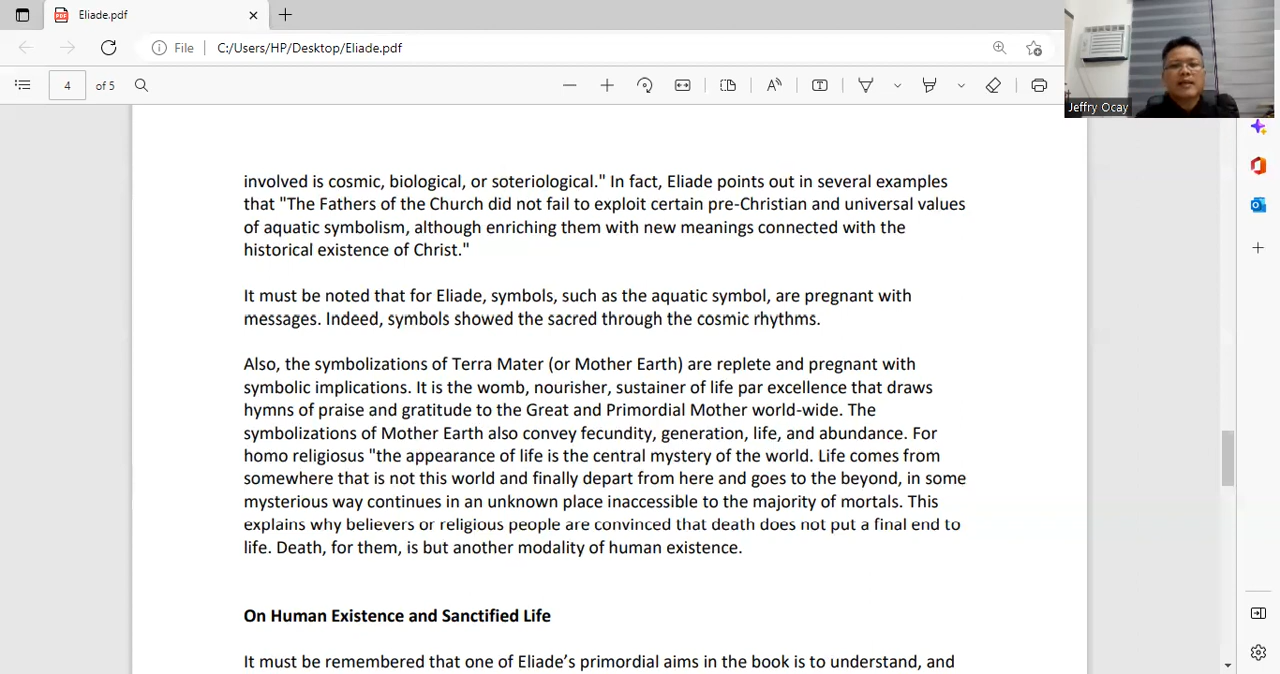 Eliade.pdf
File
C:/Users/HP/Desktop/Eliade.pdf
4
of 5
Jeffry Ocay
involved is cosmic, biological, or soteriological." In fact, Eliade points out in several examples
that "The Fathers of the Church did not fail to exploit certain pre-Christian and universal values
of aquatic symbolism, although enriching them with new meanings connected with the
historical existence of Christ."
It must be noted that for Eliade, symbols, such as the aquatic symbol, are pregnant with
messages. Indeed, symbols showed the sacred through the cosmic rhythms.
Also, the symbolizations of Terra Mater (or Mother Earth) are replete and pregnant with
symbolic implications. It is the womb, nourisher, sustainer of life par excellence that draws
hymns of praise and gratitude to the Great and Primordial Mother world-wide. The
symbolizations of Mother Earth also convey fecundity, generation, life, and abundance. For
homo religiosus "the appearance of life is the central mystery of the world. Life comes from
somewhere that is not this world and finally depart from here and goes to the beyond, in some
mysterious way continues in an unknown place inaccessible to the majority of mortals. This
explains why believers or religious people are convinced that death does not put a final end to
life. Death, for them, is but another modality of human existence.
On Human Existence and Sanctified Life
It must be remembered that one of Eliade’s primordial aims in the book is to understand, and